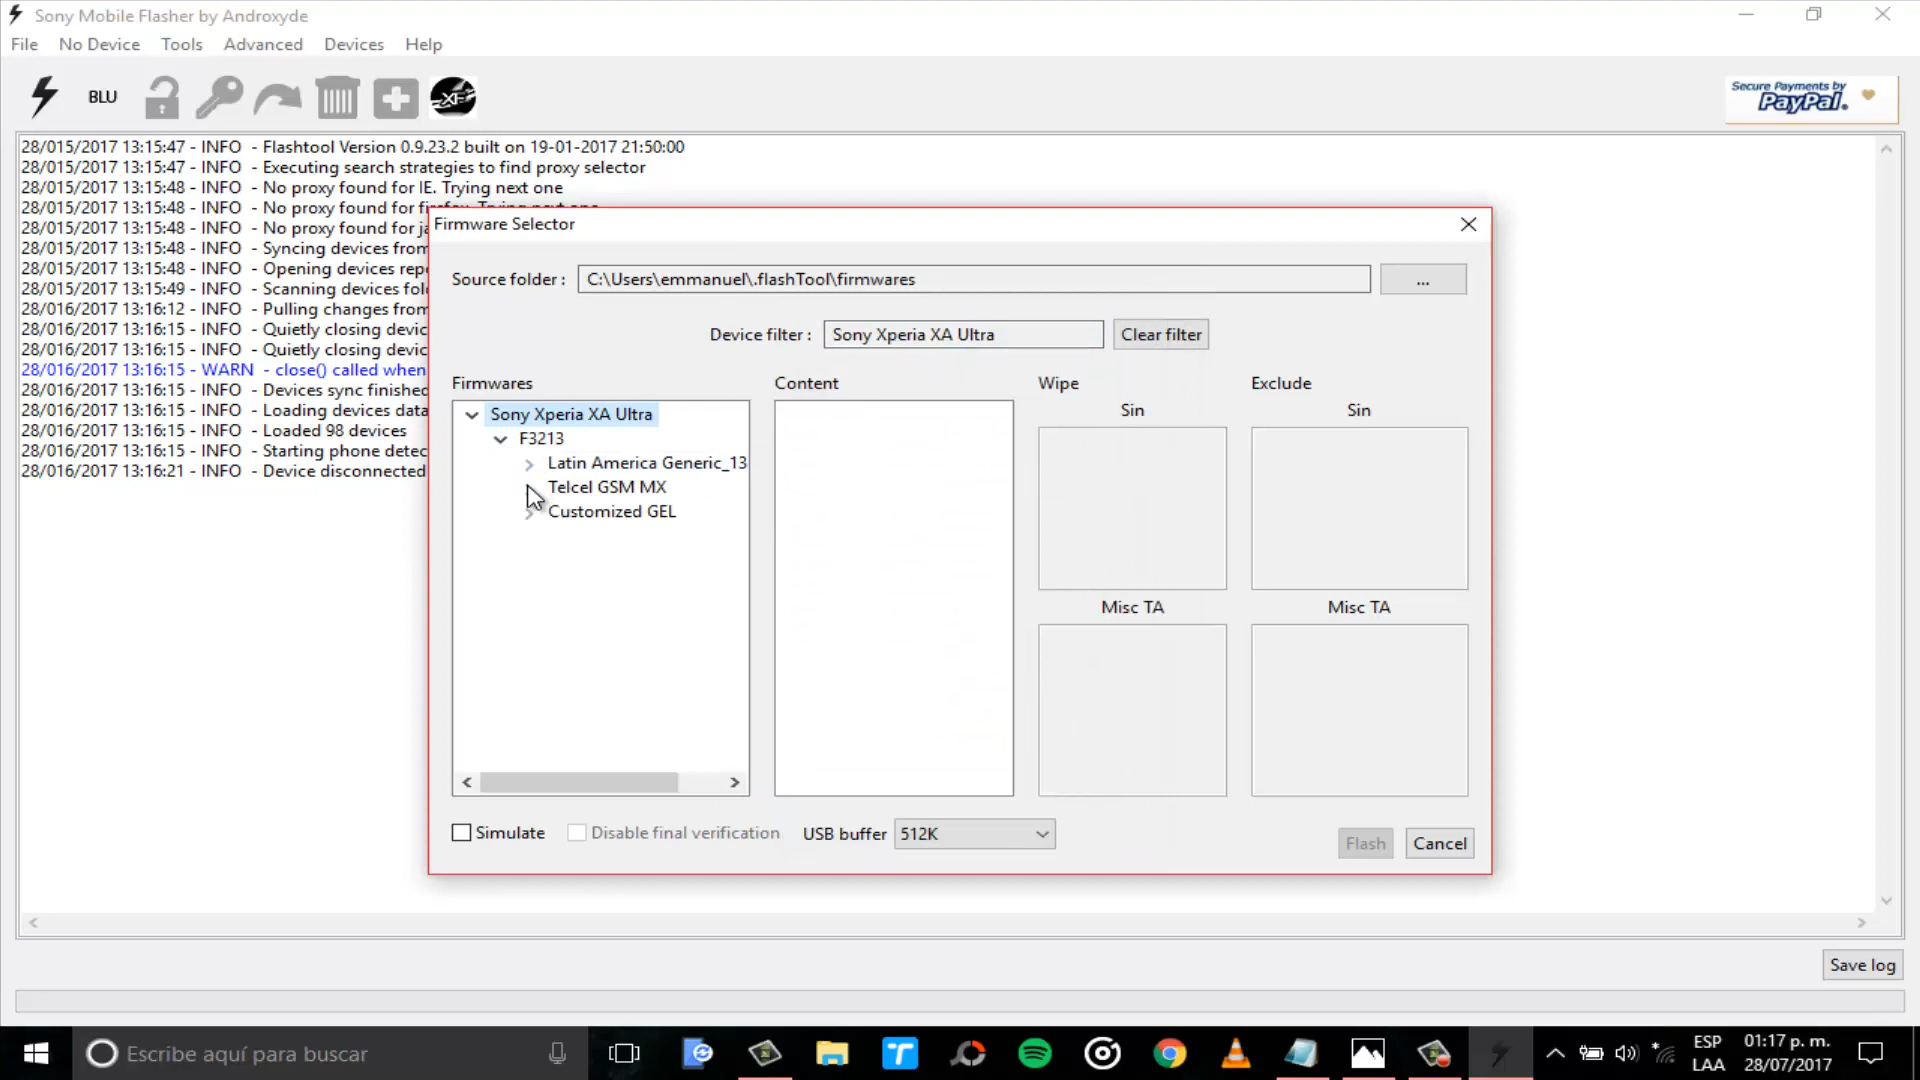 Sony Mobile Flasher by Androxyde
File No Device Tools Advanced Devices Help
BLU
Secure Payments by
PayPal.
28/015/2017 13:15:47 - INFO - Flashtool Version 0.9.23.2 built on 19-01-2017 21:50:00
28/015/2017 13:15:47 - INFO - Executing search strategies to find proxy selector
28/015/2017 13:15:48 - INFO - No proxy found for IE. Trying next one
28/015/2017 13:15:48 - INFO - No proxy found for firefox. Trying next one
28/015/2017 13:15:48 - INFO - No proxy found for
28/015/2017 13:15:48 - INFO - Syncing devices from
28/015/2017 13:15:48 - INFO - Opening devices
28/015/2017 13:15:49 - INFO - Scanning devices
28/016/2017 13:16:12 - INFO - Pulling changes from
28/016/2017 13:16:15 - INFO - Quietly closing
28/016/2017 13:16:15 - INFO - Quietly closing
28/016/2017 13:16:15 - WARN - close() called when
28/016/2017 13:16:15 - INFO - Devices sync finished
28/016/2017 13:16:15 - INFO - Loading devices data
28/016/2017 13:16:15 - INFO - Loaded 98 devices
28/016/2017 13:16:15 - INFO - Starting phone
28/016/2017 13:16:21 - INFO - Device disconnected
Firmware Selector
Source folder : C:\Users\emmanuel\.flashTool\firmwares ...
Device filter : Sony Xperia XA Ultra Clear filter
Firmwares Content Wipe Exclude
Sin Sin
Sony Xperia XA Ultra
F3213
Latin America Generic_13
Telcel GSM MX
Customized GEL
Misc TA Misc TA
Simulate Disable final verification USB buffer 512K Flash Cancel
Save log
Escribe aquí para buscar
ESP 01:17 p. m.
LAA 28/07/2017